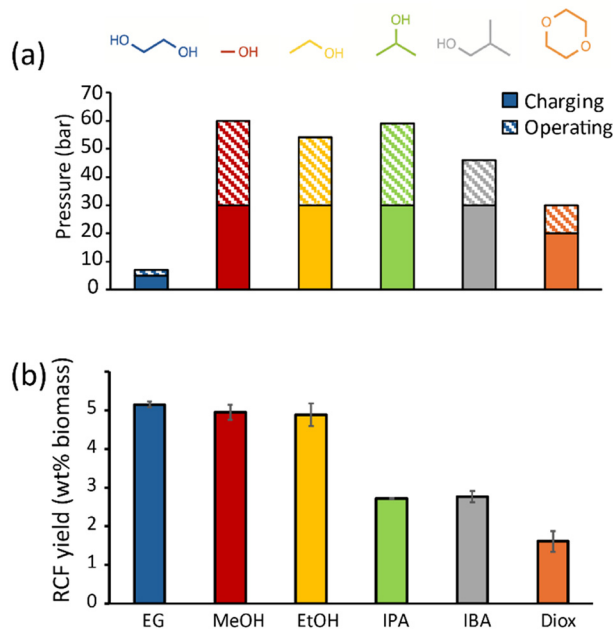 HO
OH
OH
OH
OH
HO
O
O
(a)
Charging
Operating
Pressure (bar)
70
60
50
40
30
20
10
0
(b)
RCF yield (wt% biomass)
5
4
3
2
1
0
EG MeOH EtOH IPA IBA Diox